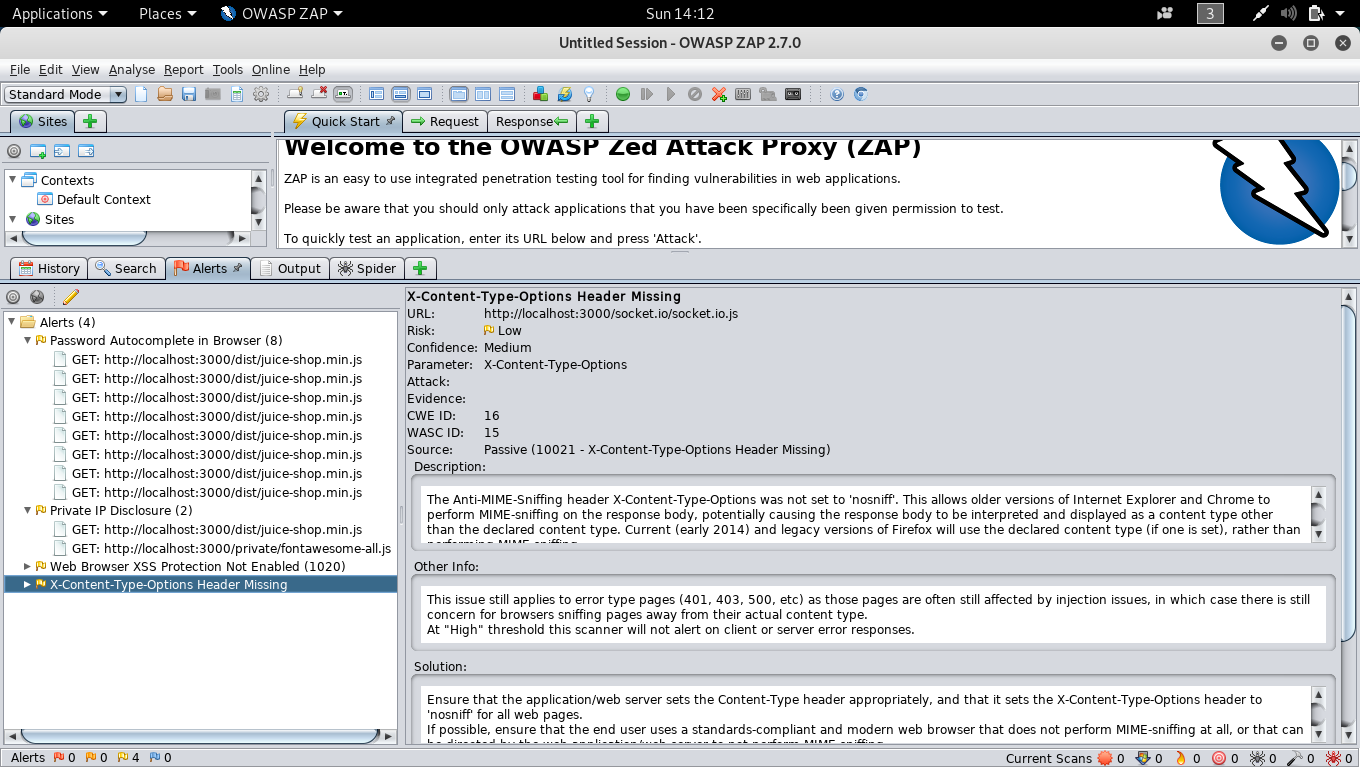 Applications Places OWASP ZAP Sun 14:12 3
Untitled Session - OWASP ZAP 2.7.0
File Edit View Analyse Report Tools Online Help
Standard Mode
Sites Quick Start Request Response
Welcome to the OWASP Zed Attack Proxy (ZAP)
ZAP is an easy to use integrated penetration testing tool for finding vulnerabilities in web applications.
Please be aware that you should only attack applications that you have been specifically been given permission to test.
To quickly test an application, enter its URL below and press 'Attack'.
Contexts
Default Context
Sites
History Search Alerts Output Spider
Alerts (4)
Password Autocomplete in Browser (8)
GET: http://localhost:3000/dist/juice-shop.min.js
GET: http://localhost:3000/dist/juice-shop.min.js
GET: http://localhost:3000/dist/juice-shop.min.js
GET: http://localhost:3000/dist/juice-shop.min.js
GET: http://localhost:3000/dist/juice-shop.min.js
GET: http://localhost:3000/dist/juice-shop.min.js
GET: http://localhost:3000/dist/juice-shop.min.js
GET: http://localhost:3000/dist/juice-shop.min.js
Private IP Disclosure (2)
GET: http://localhost:3000/dist/juice-shop.min.js
GET: http://localhost:3000/private/fontawesome-all.js
Web Browser XSS Protection Not Enabled (1020)
X-Content-Type-Options Header Missing
X-Content-Type-Options Header Missing
URL: http://localhost:3000/socket.io/socket.io.js
Risk: Low
Confidence: Medium
Parameter: X-Content-Type-Options
Attack:
Evidence:
CWE ID: 16
WASC ID: 15
Source: Passive (10021 - X-Content-Type-Options Header Missing)
Description:
The Anti-MIME-Sniffing header X-Content-Type-Options was not set to 'nosniff'. This allows older versions of Internet Explorer and Chrome to
perform MIME-sniffing on the response body, potentially causing the response body to be interpreted and displayed as a content type other
than the declared content type. Current (early 2014) and legacy versions of Firefox will use the declared content type (if one is set), rather than
performing MIME-sniffing
Other Info:
This issue still applies to error type pages (401, 403, 500, etc) as those pages are often still affected by injection issues, in which case there is still
concern for browsers sniffing pages away from their actual content type.
At "High" threshold this scanner will not alert on client or server error responses.
Solution:
Ensure that the application/web server sets the Content-Type header appropriately, and that it sets the X-Content-Type-Options header to
'nosniff' for all web pages.
If possible, ensure that the end user uses a standards-compliant and modern web browser that does not perform MIME-sniffing at all, or that can
be directed by the web application/web server to not perform MIME-sniffing
Alerts 0 0 4 0 Current Scans 0 0 0 0 0 0 0